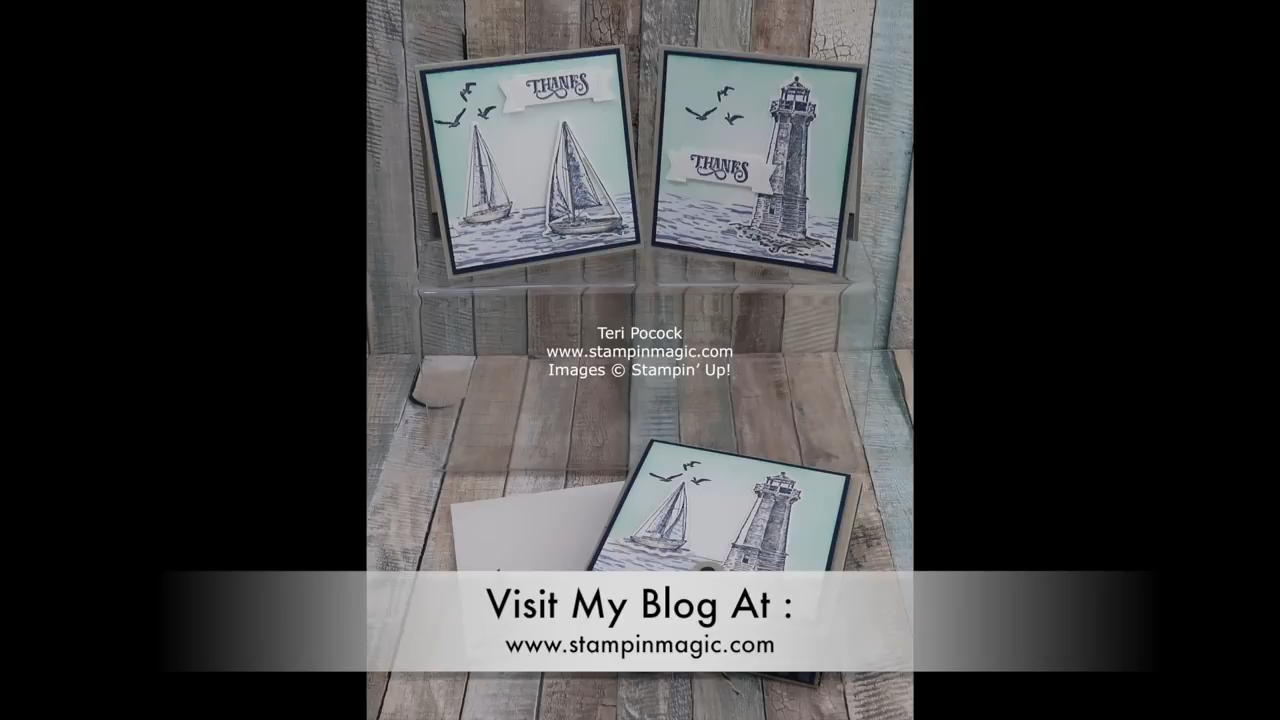 THANKS
THANKS
Teri Pocock
www.stampinmagic.com
Images © Stampin’ Up!
Visit My Blog At :
www.stampinmagic.com